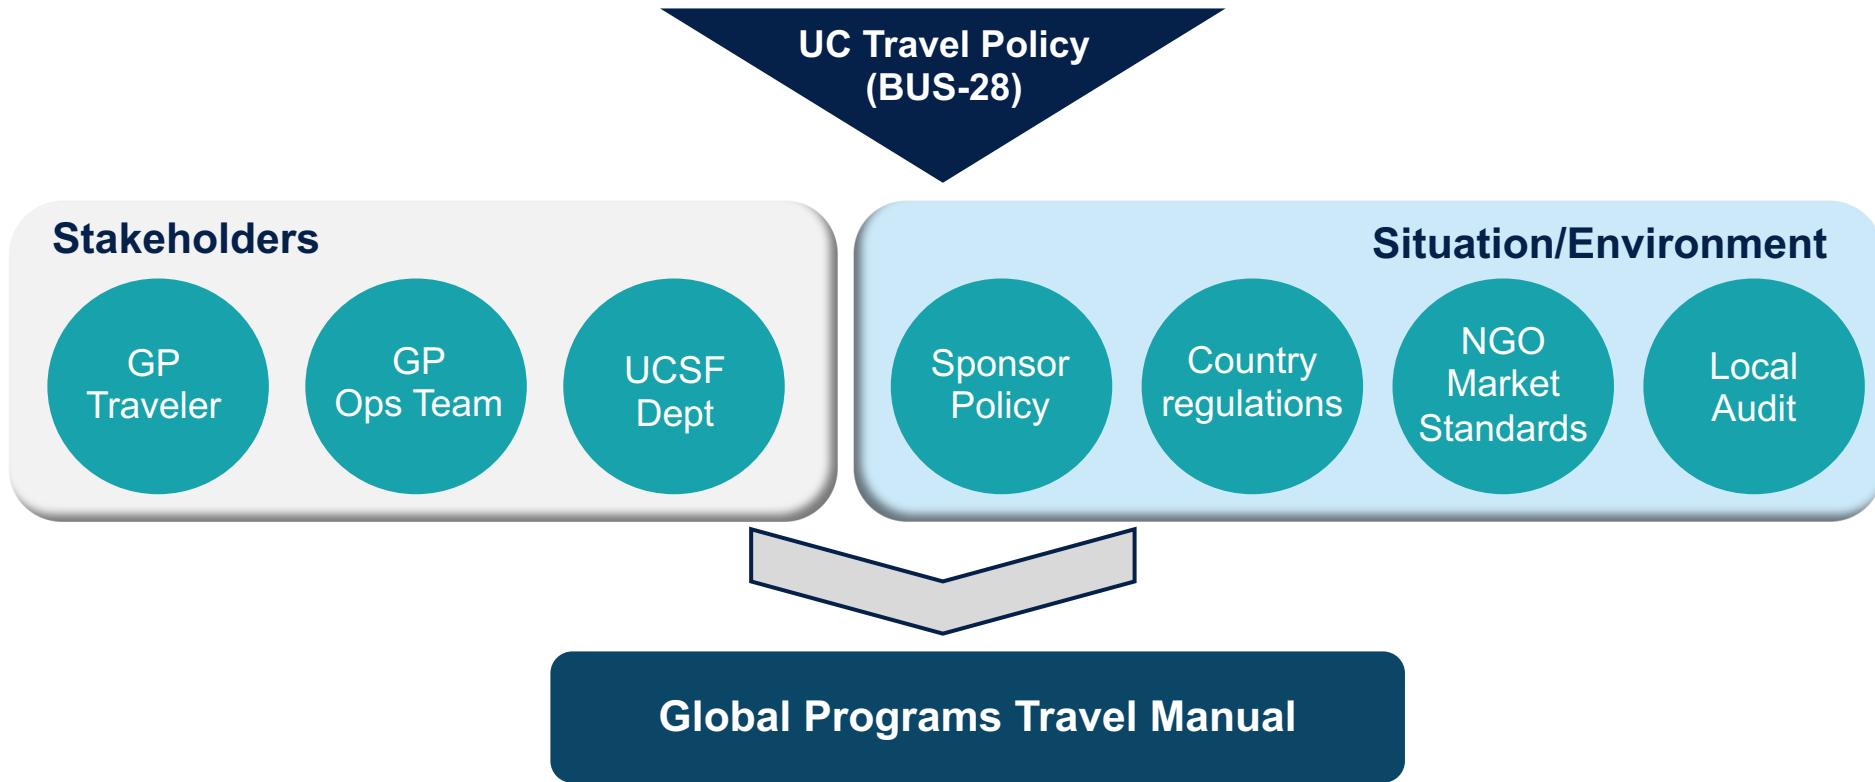 UC Travel Policy
(BUS-28)
Stakeholders
GP
Traveler
GP
Ops Team
UCSF
Dept
Situation/Environment
Sponsor
Policy
Country
regulations
NGO
Market
Standards
Local
Audit
Global Programs Travel Manual